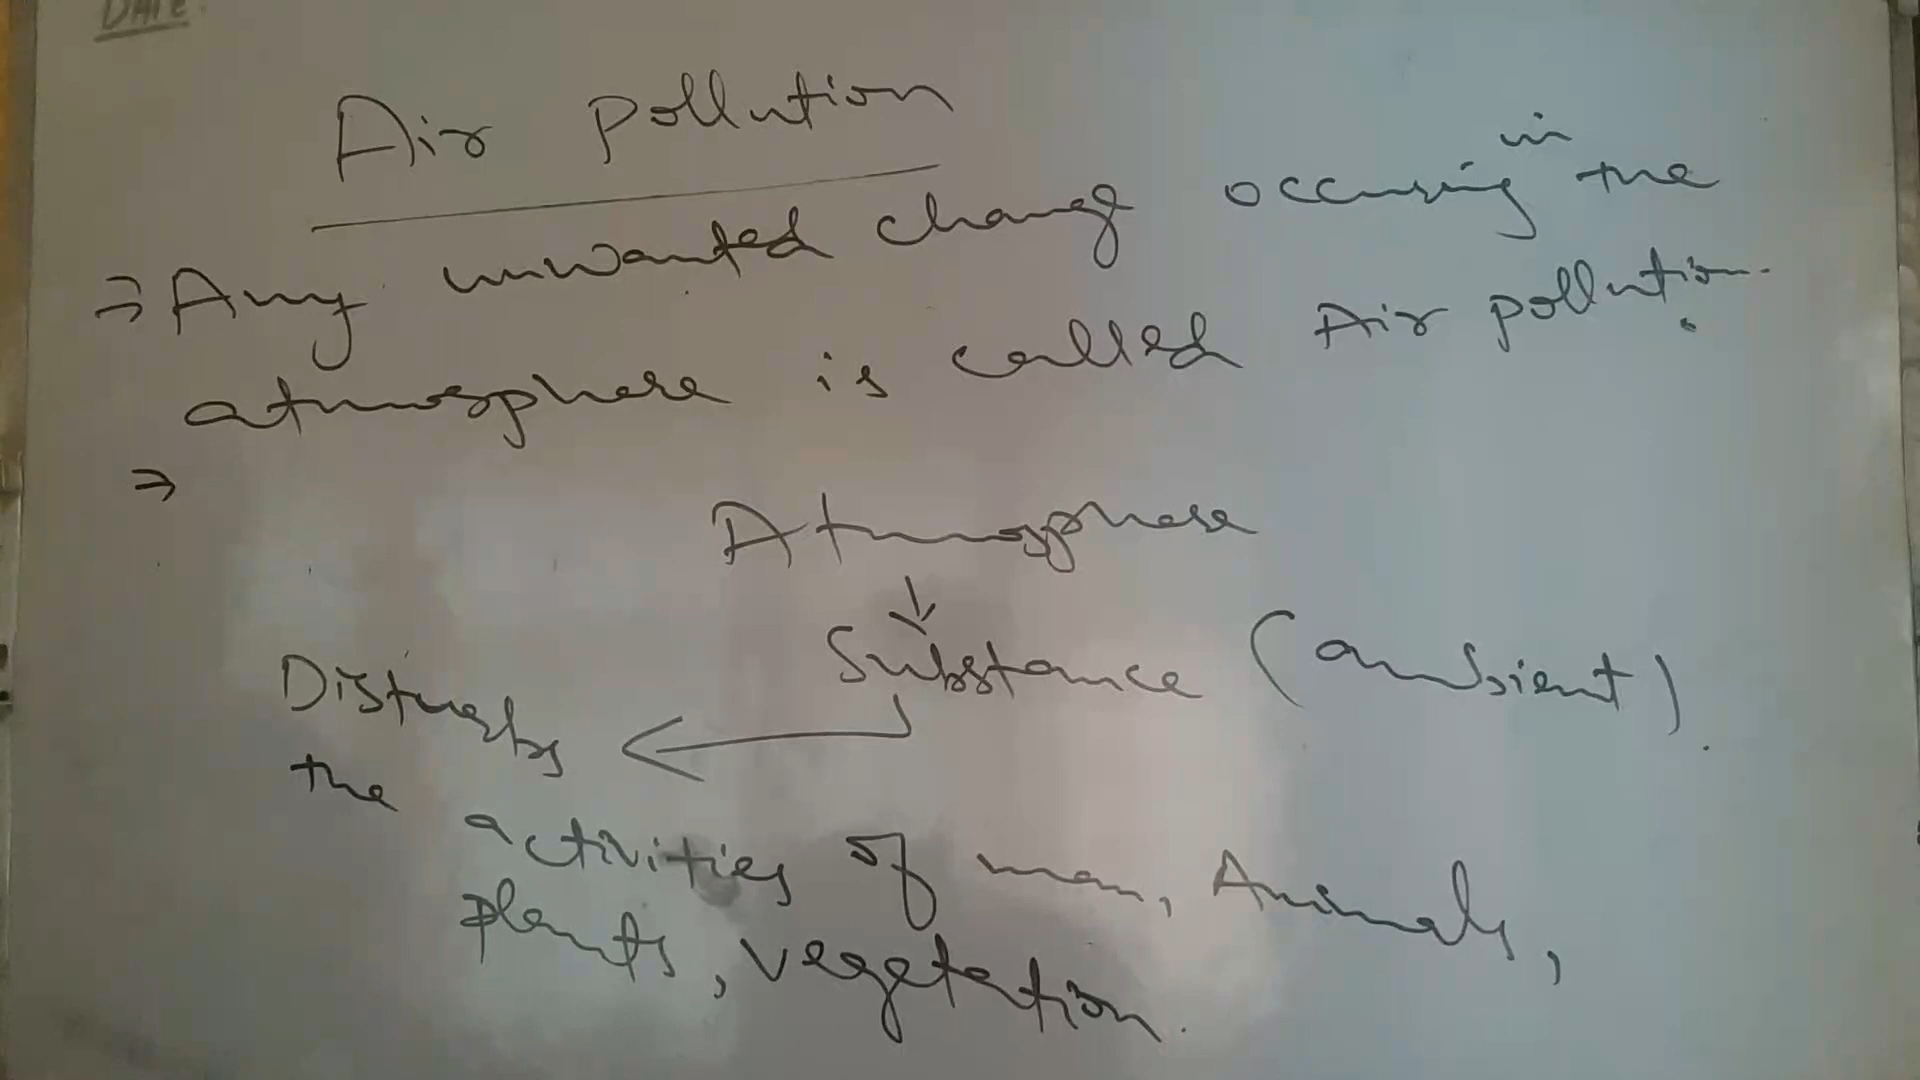 DATE:
Air pollution
⇒ Any unwanted change occuring in the
atmosphere is called Air pollution.
⇒
Atmosphere
↓
Substance (ambient).
Disturbs
the
activities of man, Animals,
plants, vegetation.